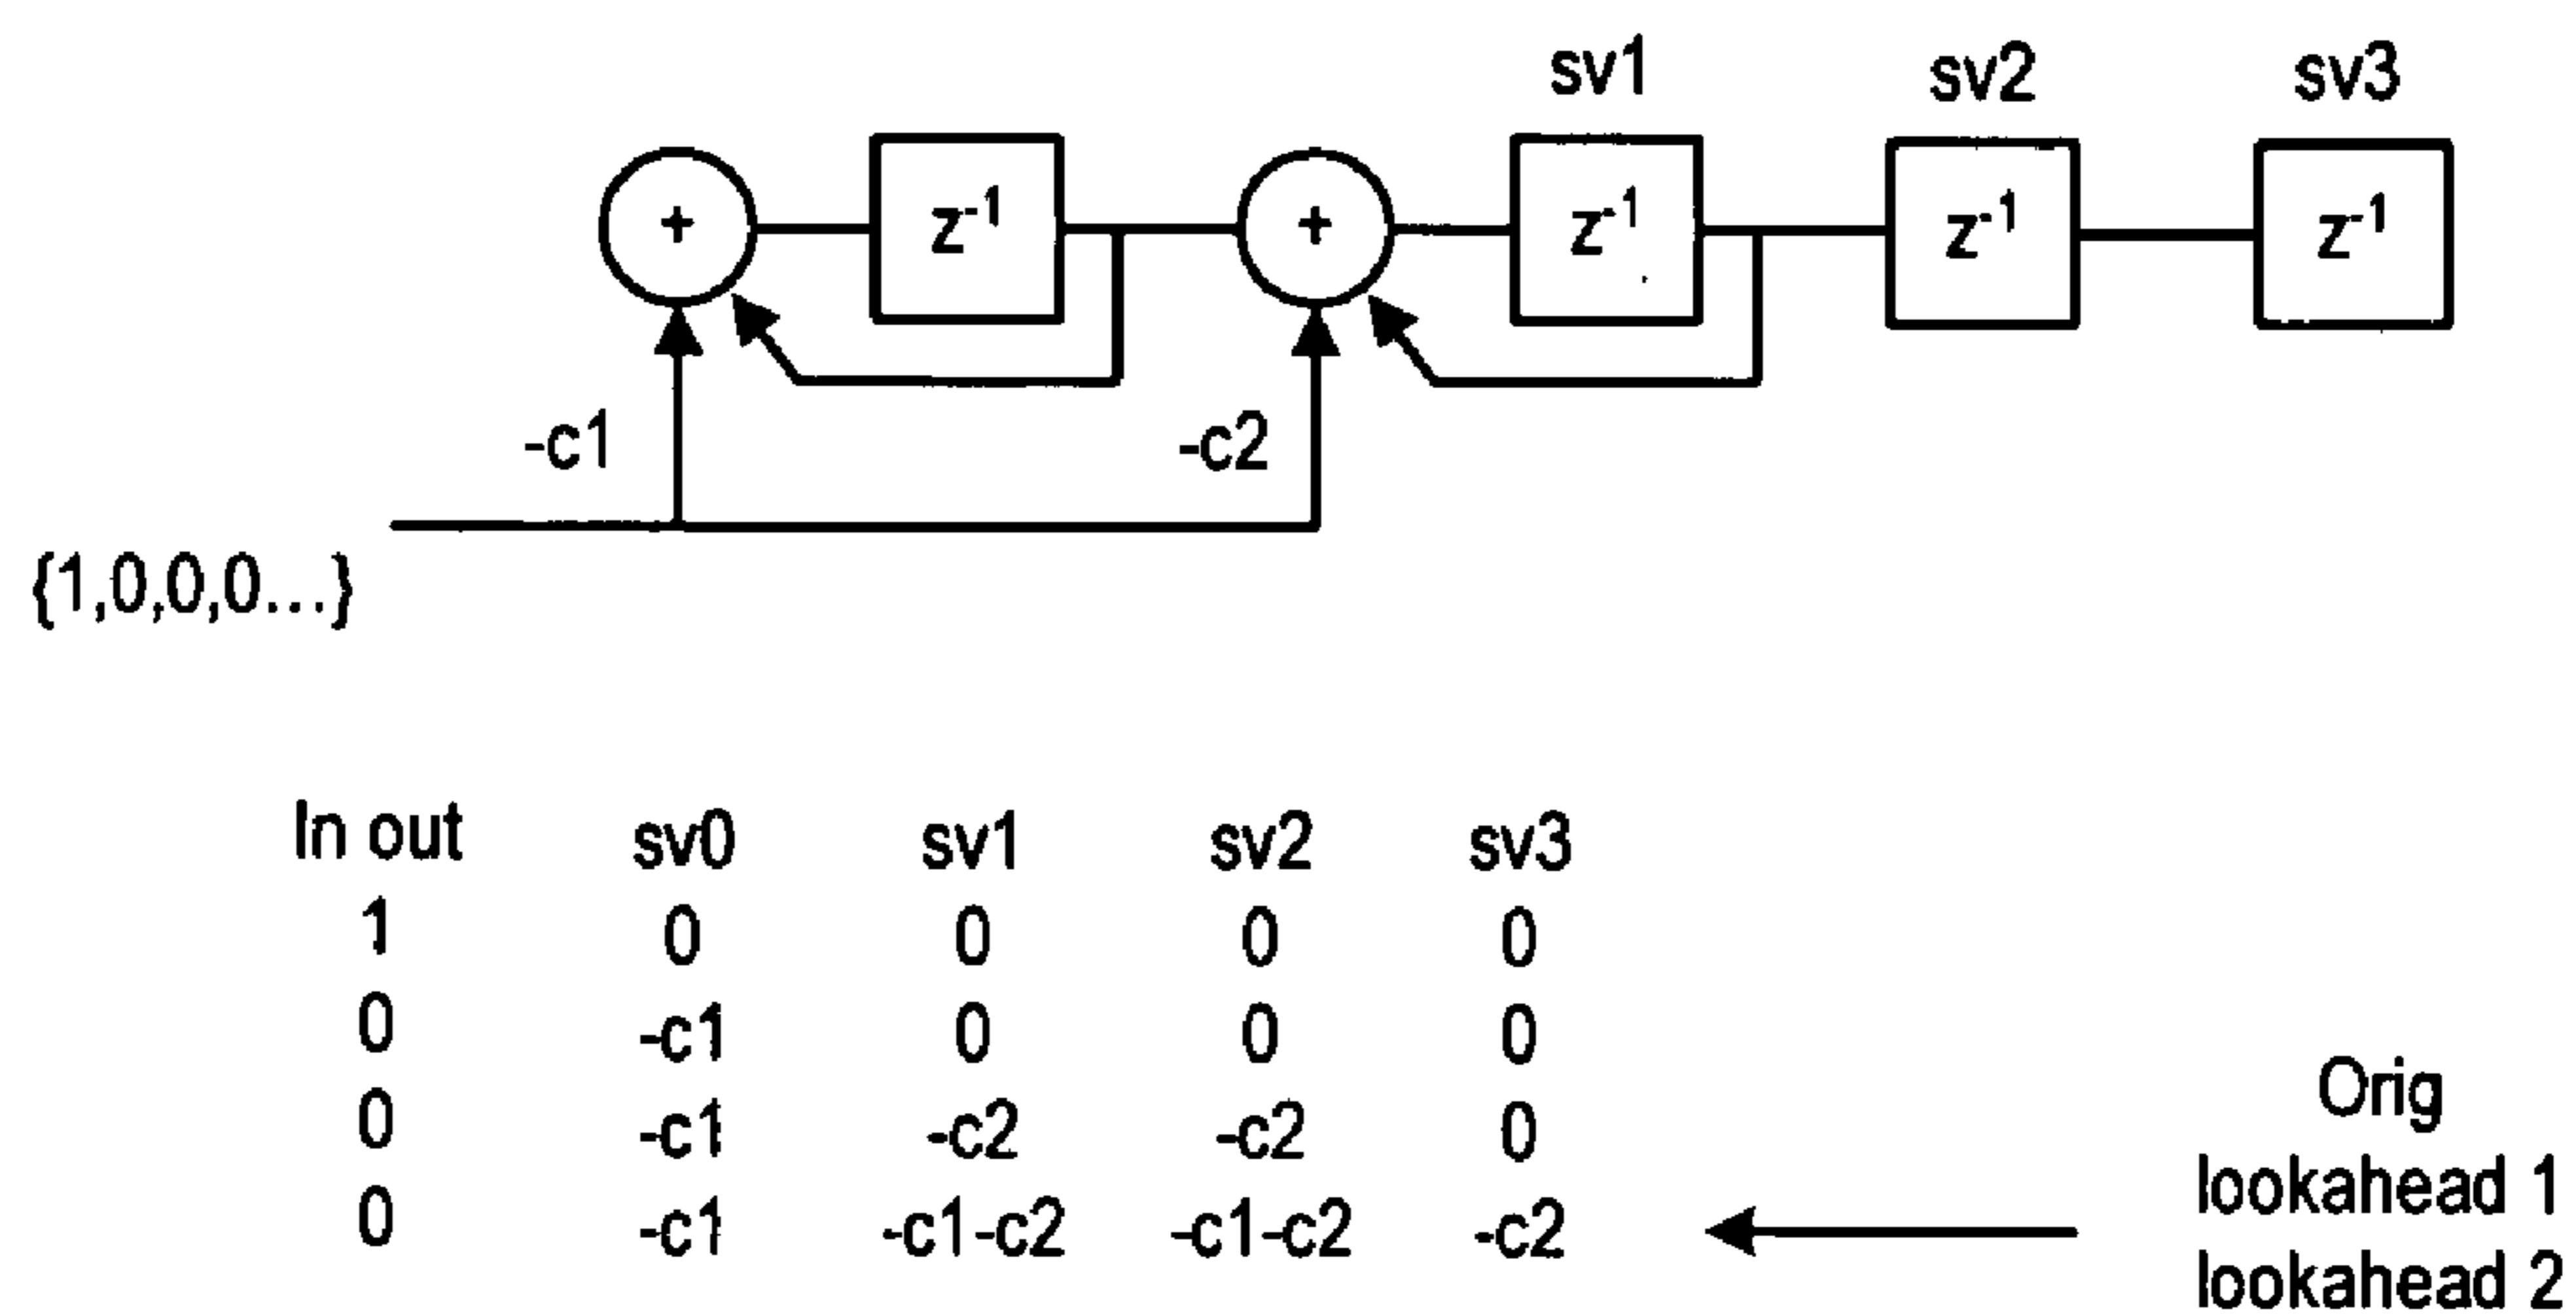 sv1 sv2 sv3
+ z-1 + z-1 z-1 z-1
-c1 -c2
{1,0,0,0...}
In out sv0 sv1 sv2 sv3
1 0 0 0 0
0 -c1 0 0 0
0 -c1 -c2 -c2 0
0 -c1 -c1-c2 -c1-c2 -c2
Orig
lookahead 1
lookahead 2